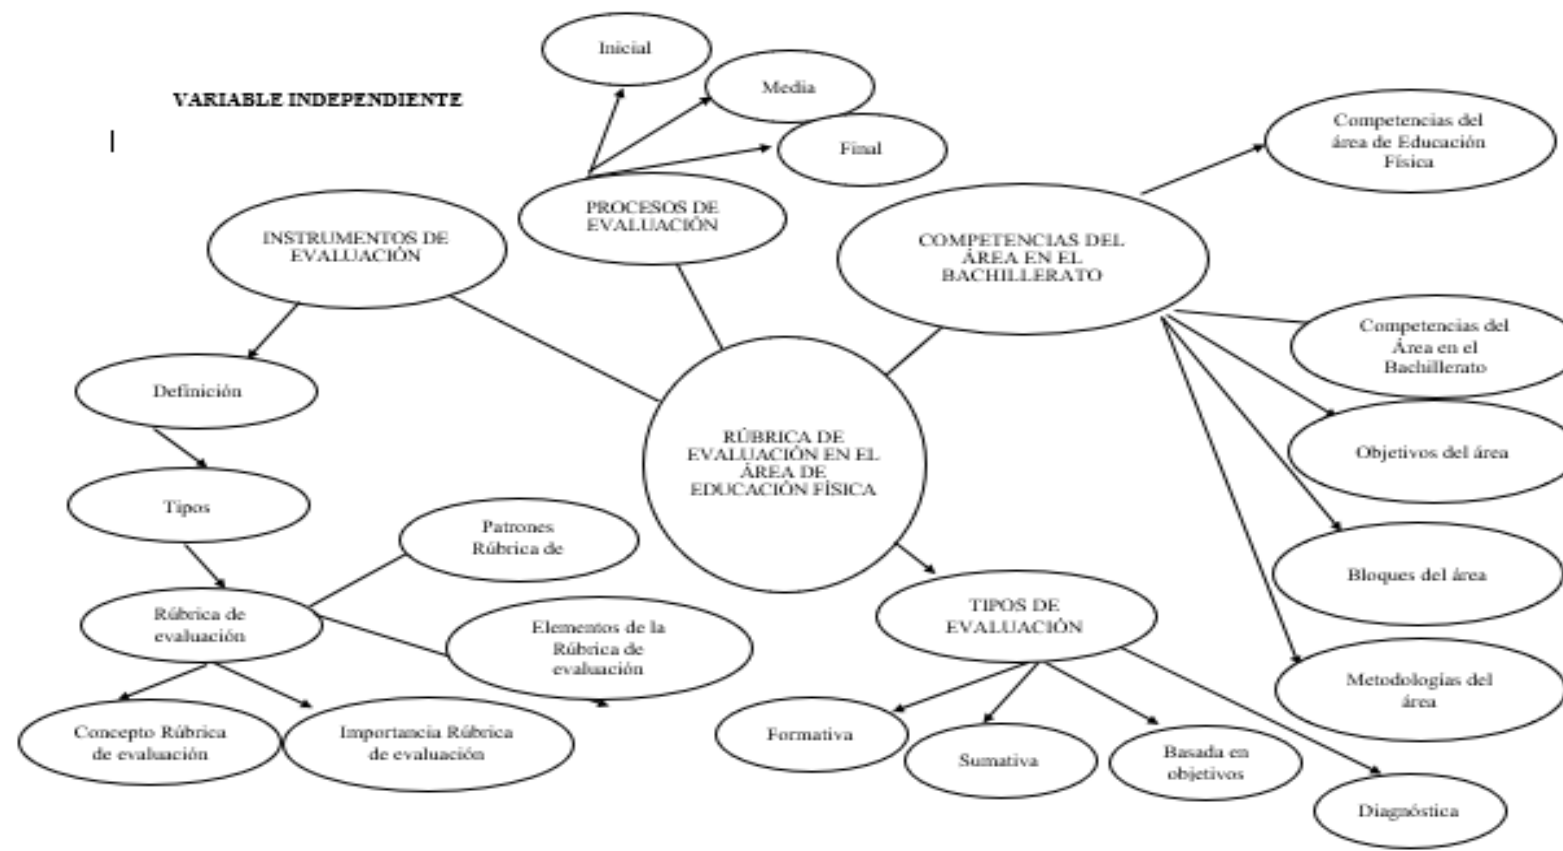 Inicial
VARIABLE INDEPENDIENTE
Media
Final
Competencias del
área de Educación
Física
PROCESOS DE
EVALUACIÓN
INSTRUMENTOS DE
EVALUACIÓN
COMPETENCIAS DEL
ÁREA EN EL
BACHILLERATO
Competencias del
Área en el
Bachillerato
Definición
RÚBRICA DE
EVALUACIÓN EN EL
ÁREA DE
EDUCACIÓN FÍSICA
Objetivos del área
Tipos
Patrones
Rúbrica de
Bloques del área
Rúbrica de
evaluación
Elementos de la
Rúbrica de
evaluación
TIPOS DE
EVALUACIÓN
Metodologías del
área
Concepto Rúbrica
de evaluación
Importancia Rúbrica
de evaluación
Formativa
Sumativa
Basada en
objetivos
Diagnóstica